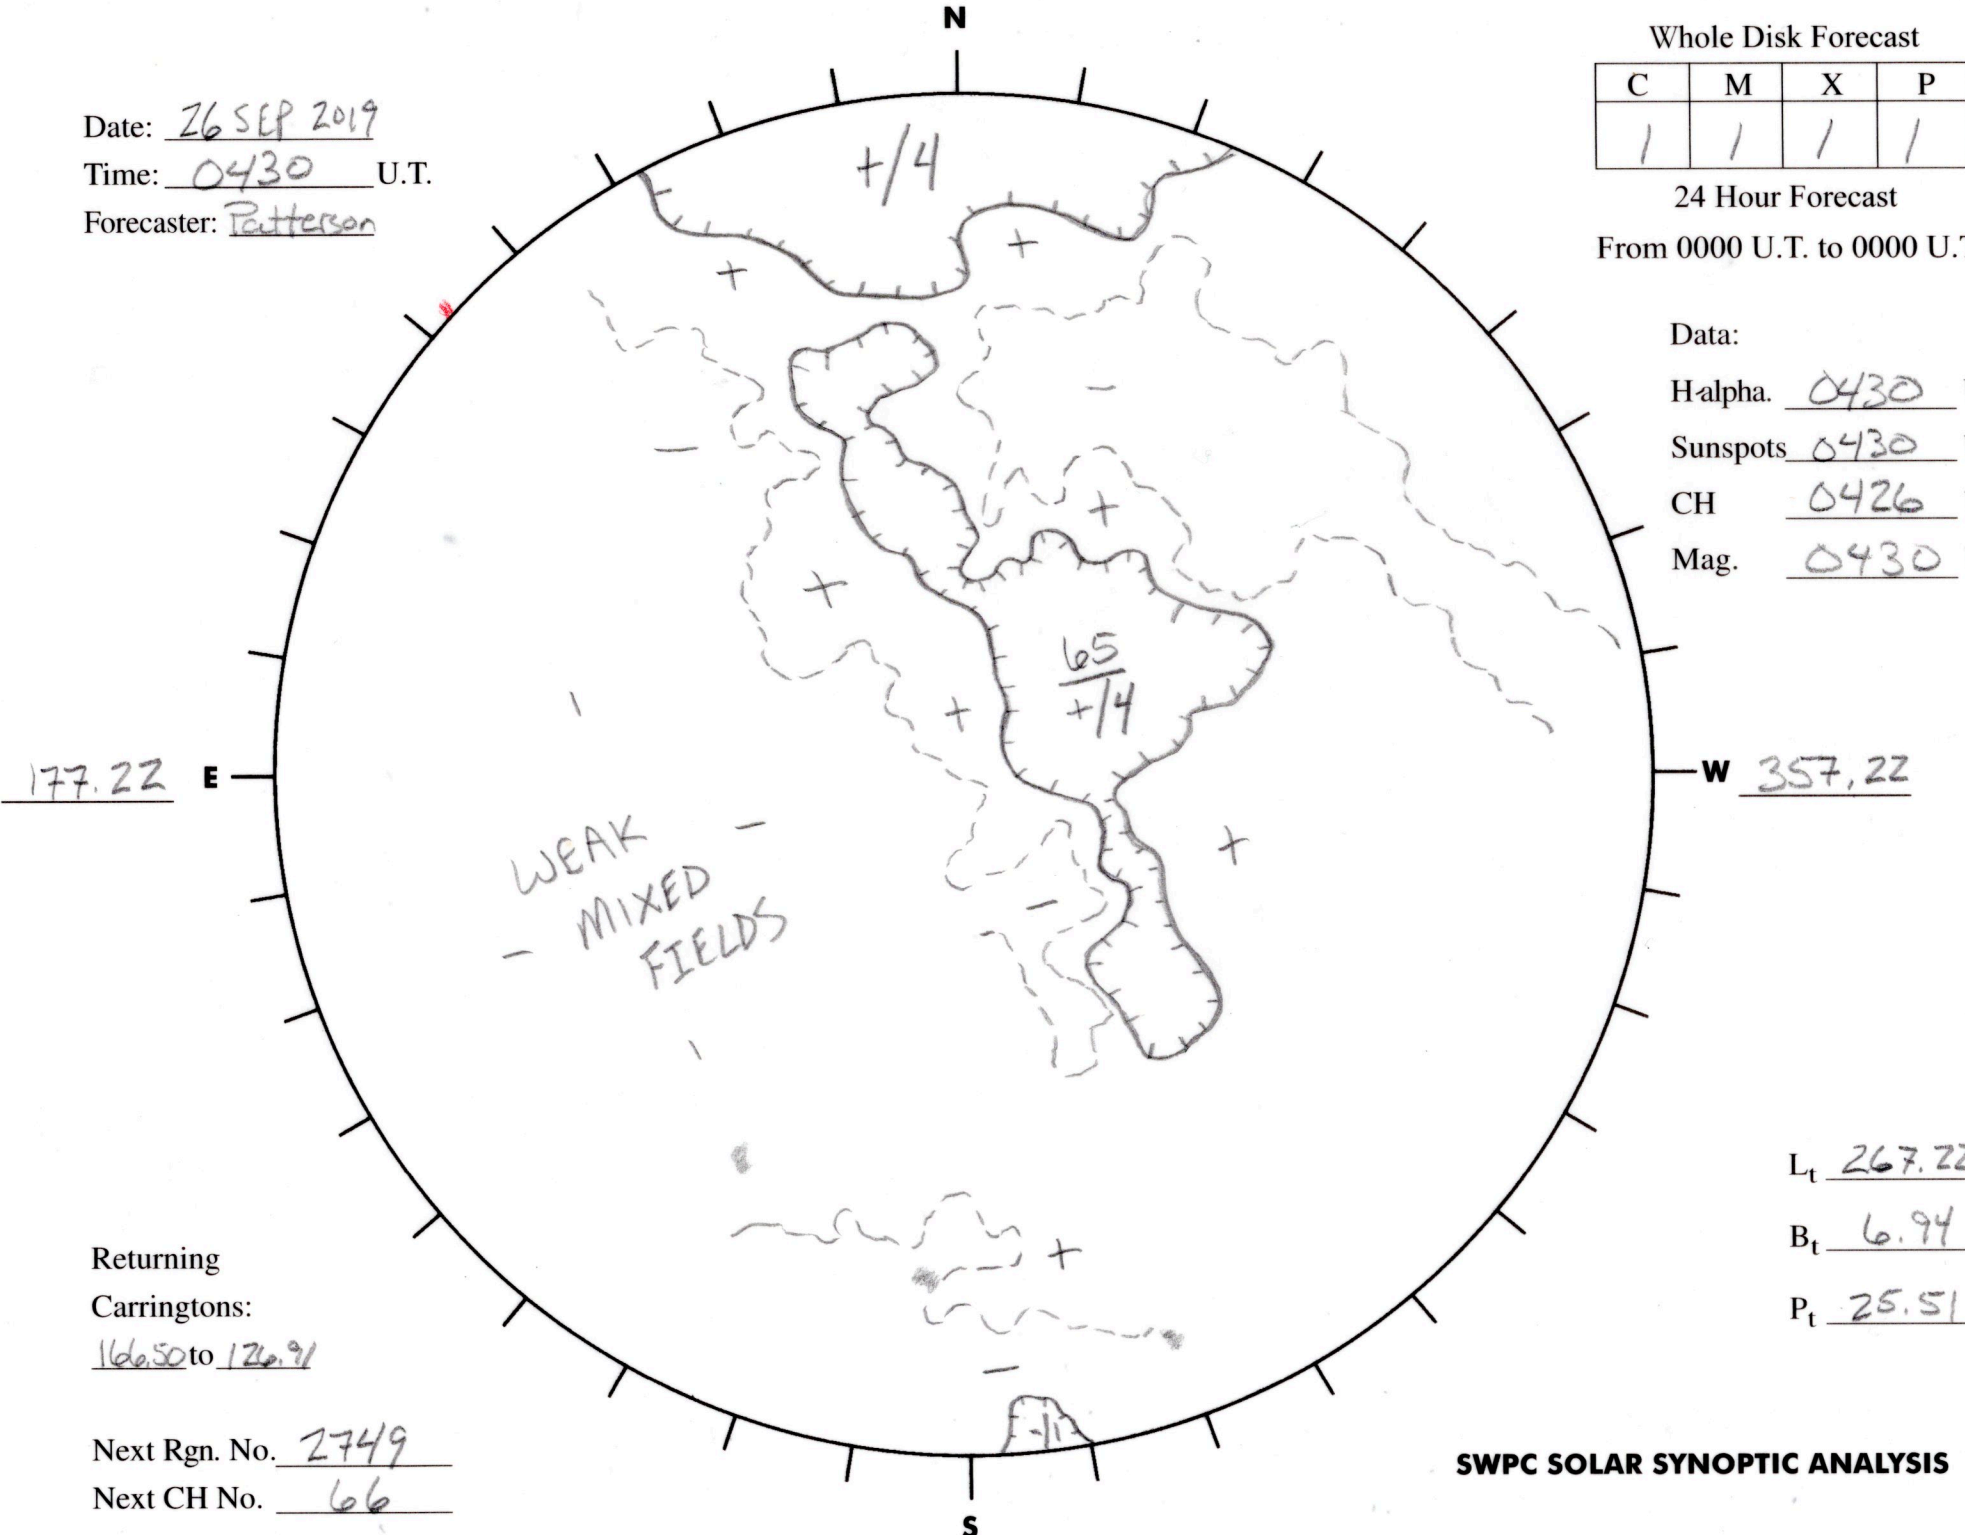 N
Date: 26 SEP 2019
Time: 0430 U.T.
Forecaster: Patterson
Whole Disk Forecast
C M X P
1 1 1 1
24 Hour Forecast
From 0000 U.T. to 0000 U.T
+/4
+
+
Data:
H-alpha. 0430
Sunspots 0430
CH 0426
Mag. 0430
−
−
+
+
65
+/4
+
177.22 E
W 357.22
WEAK
MIXED
FIELDS
−
−
+
−
Lt 267.22
Bt 6.94
Pt 25.51
Returning
Carringtons:
166.50 to 126.91
+
−
-/1
Next Rgn. No. 2749
Next CH No. 66
SWPC SOLAR SYNOPTIC ANALYSIS
S